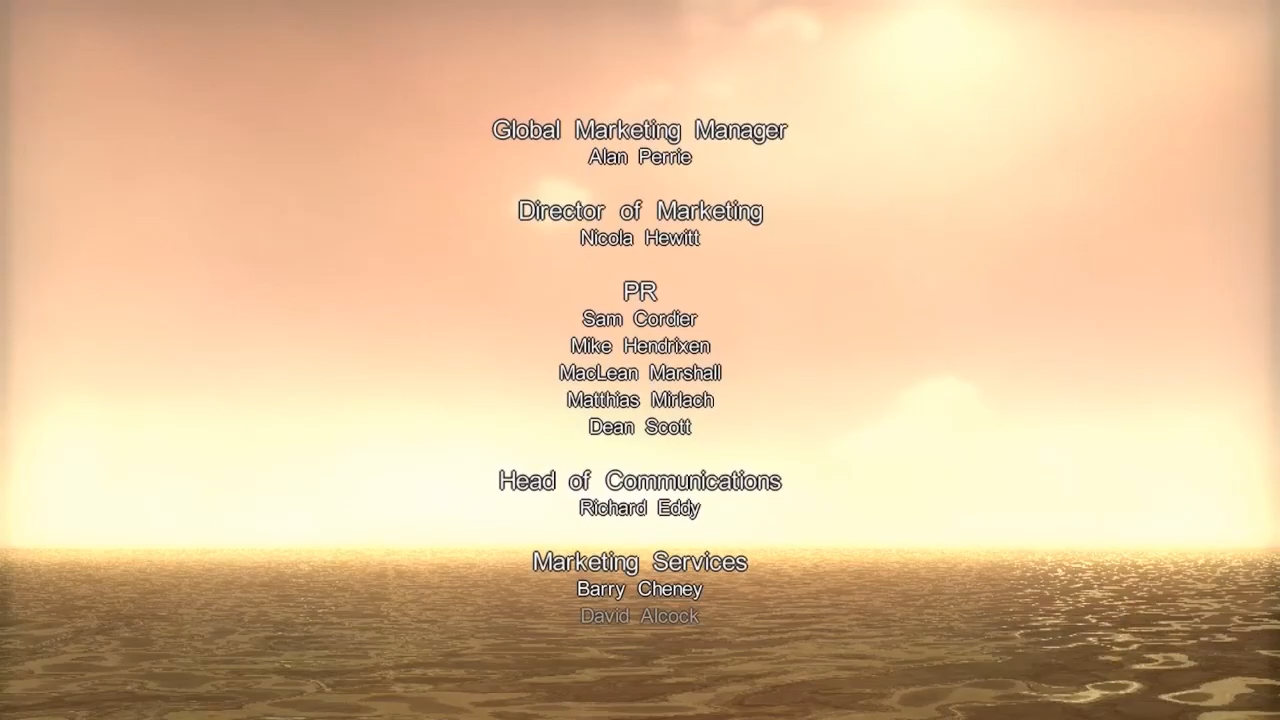 Global Marketing Manager
Alan Perrie
Director of Marketing
Nicola Hewitt
PR
Sam Cordier
Mike Hendrixen
MacLean Marshall
Matthias Mirlach
Dean Scott
Head of Communications
Richard Eddy
Marketing Services
Barry Cheney
David Alcock